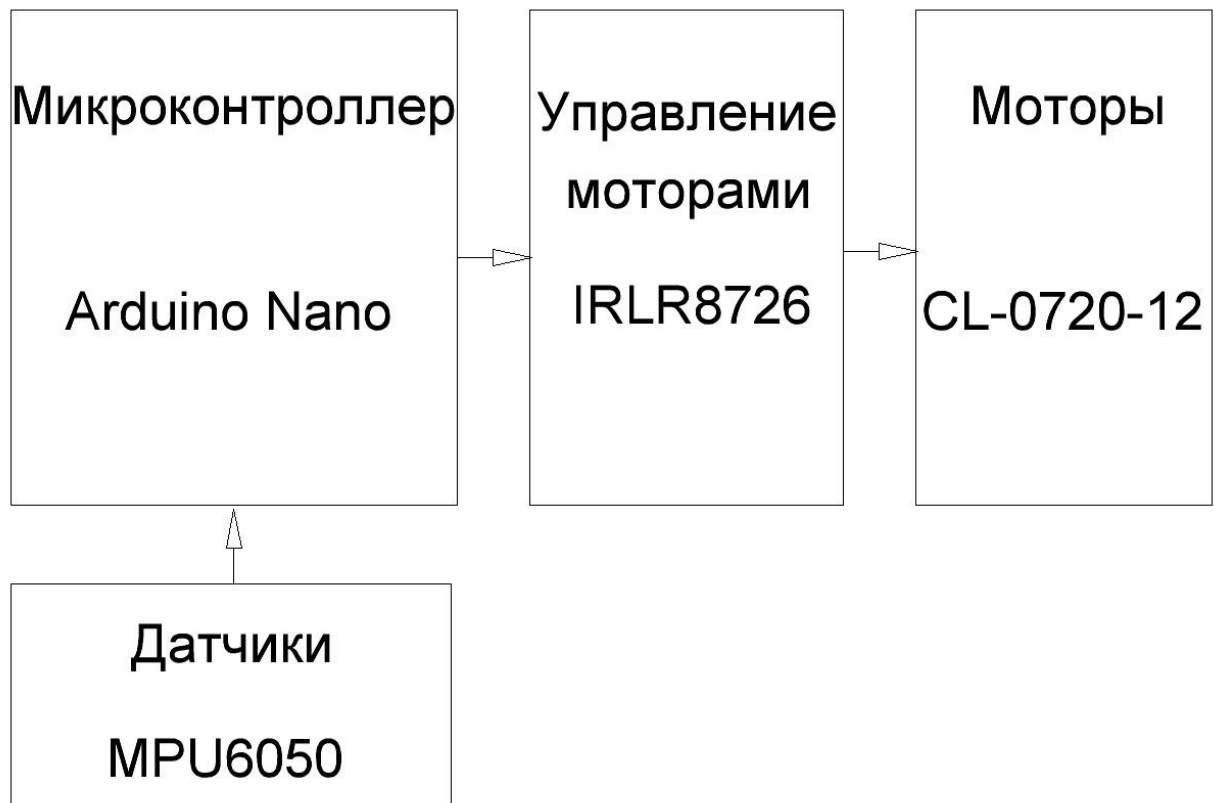 Микроконтроллер
Arduino Nano
Управление
моторами
IRLR8726
Моторы
CL-0720-12
Датчики
MPU6050